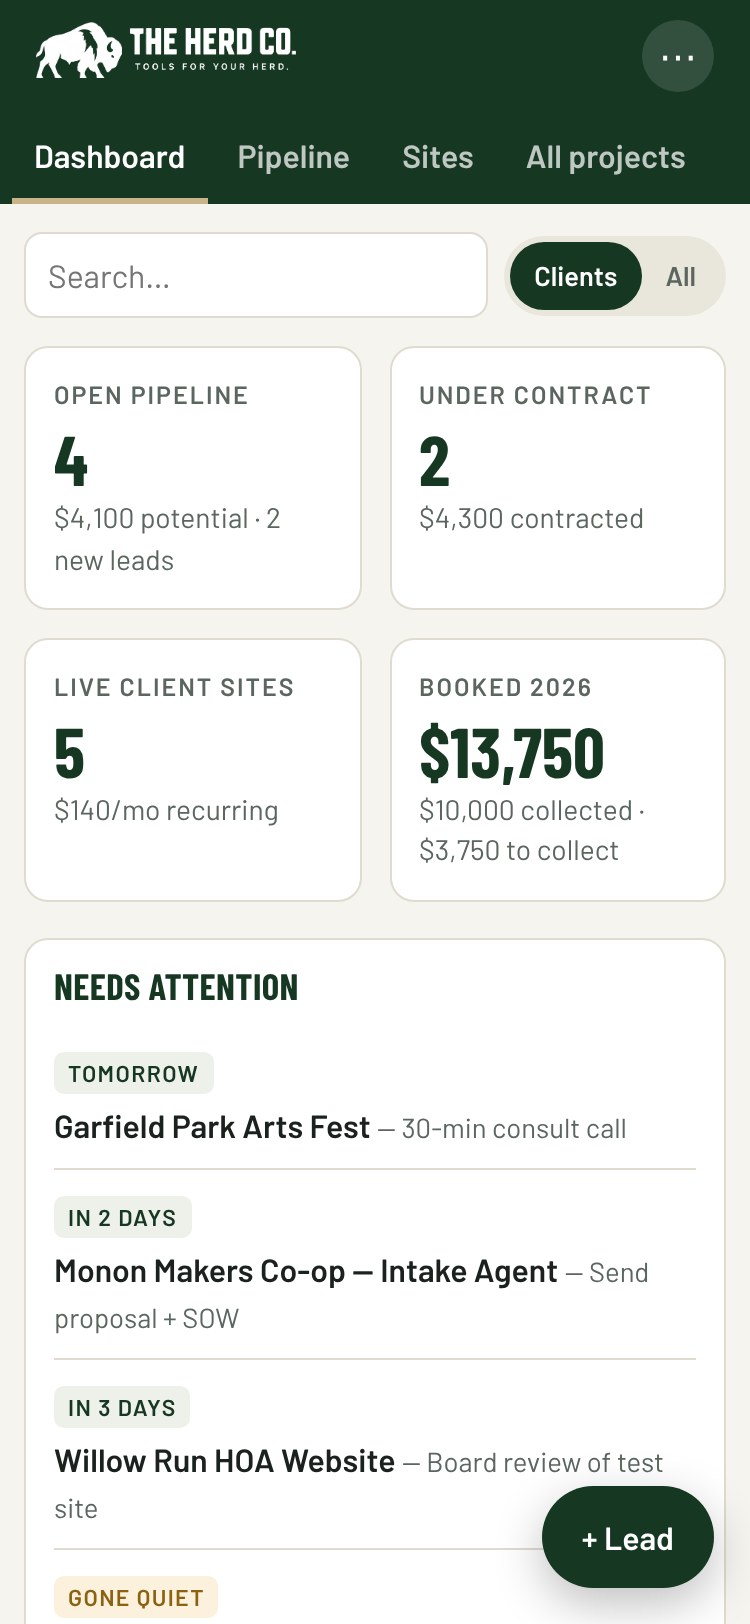 THE HERD CO.
TOOLS FOR YOUR HERD.
...
Dashboard Pipeline Sites All projects
Search... Clients All
OPEN PIPELINE
4
$4,100 potential · 2
new leads
UNDER CONTRACT
2
$4,300 contracted
LIVE CLIENT SITES
5
$140/mo recurring
BOOKED 2026
$13,750
$10,000 collected ·
$3,750 to collect
NEEDS ATTENTION
TOMORROW
Garfield Park Arts Fest — 30-min consult call
IN 2 DAYS
Monon Makers Co-op — Intake Agent — Send
proposal + SOW
IN 3 DAYS
Willow Run HOA Website — Board review of test
site
+ Lead
GONE QUIET